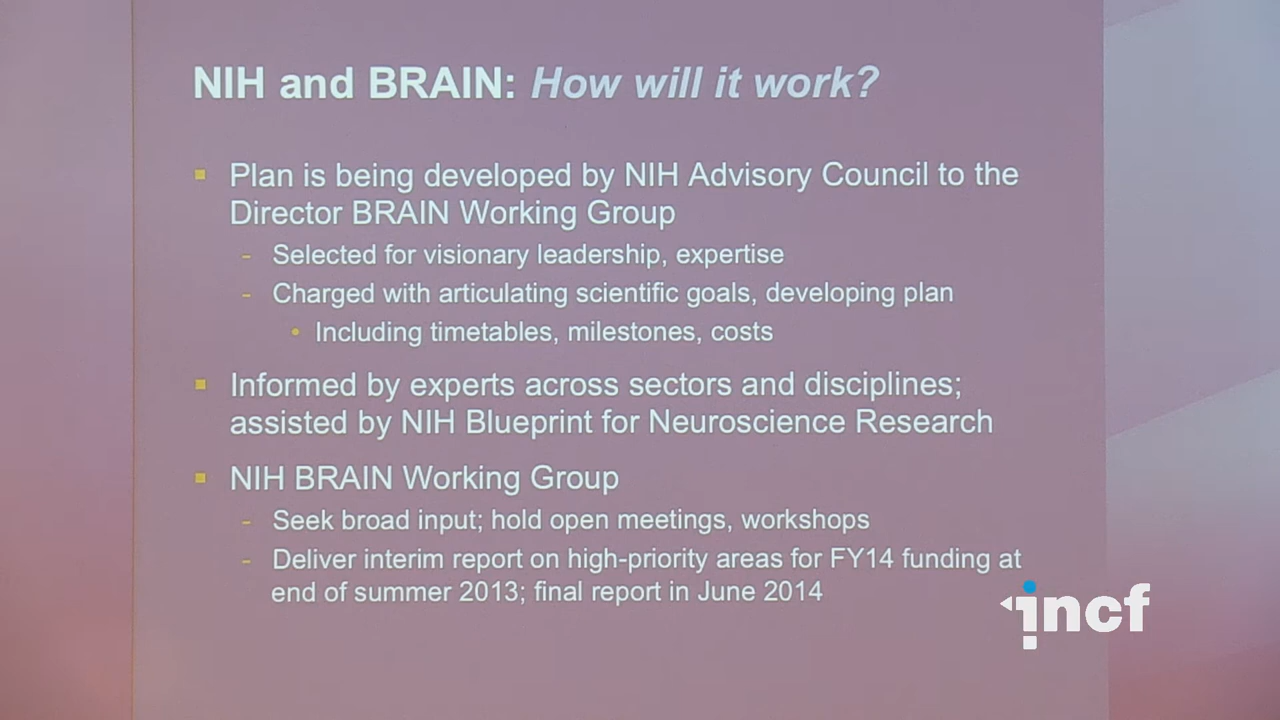 NIH and BRAIN: How will it work?
▪ Plan is being developed by NIH Advisory Council to the
Director BRAIN Working Group
- Selected for visionary leadership, expertise
- Charged with articulating scientific goals, developing plan
• Including timetables, milestones, costs
▪ Informed by experts across sectors and disciplines;
assisted by NIH Blueprint for Neuroscience Research
▪ NIH BRAIN Working Group
- Seek broad input; hold open meetings, workshops
- Deliver interim report on high-priority areas for FY14 funding at
end of summer 2013; final report in June 2014
incf